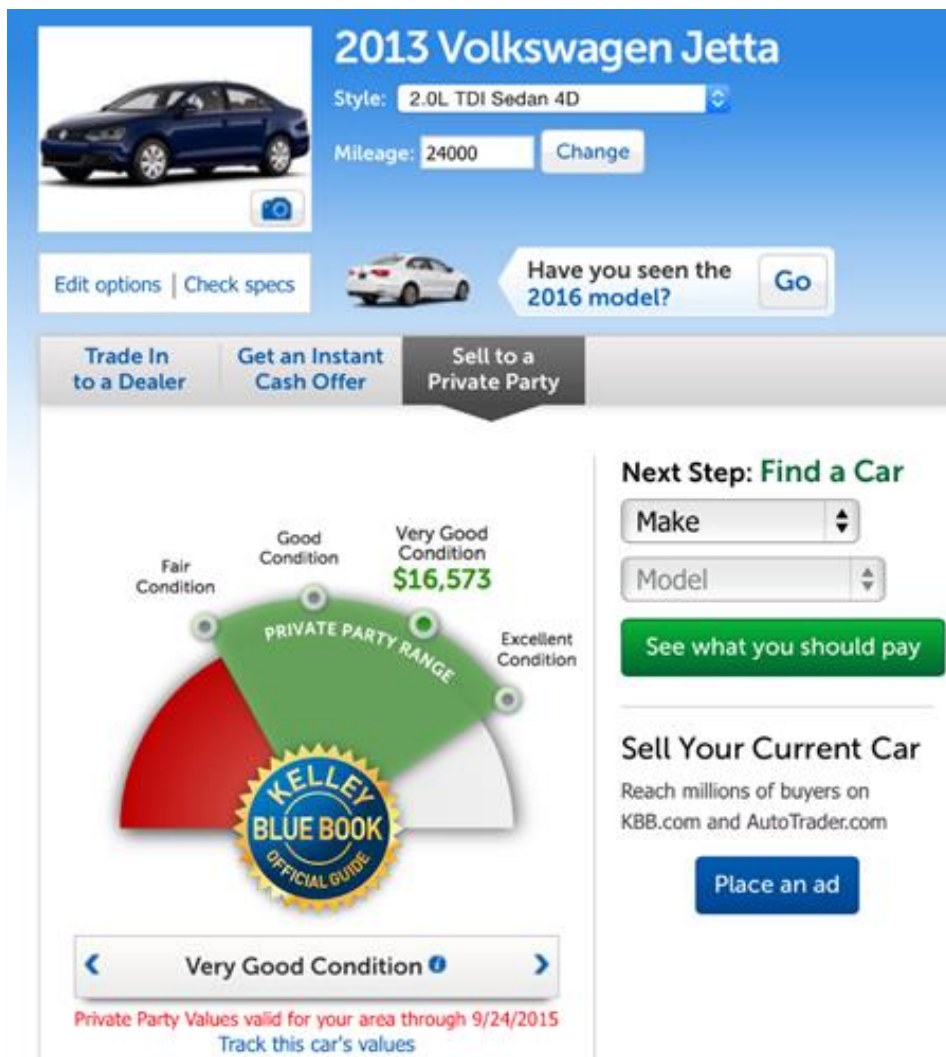 2013 Volkswagen Jetta
Style: 2.0L TDI Sedan 4D
Mileage: 24000 Change
Edit options | Check specs
Have you seen the
2016 model?
Go
Trade In
to a Dealer
Get an Instant
Cash Offer
Sell to a
Private Party
Next Step: Find a Car
Make
Model
See what you should pay
Fair
Condition
Good
Condition
Very Good
Condition
$16,573
Excellent
Condition
PRIVATE PARTY RANGE
KELLEY
BLUE BOOK
OFFICIAL GUIDE
Sell Your Current Car
Reach millions of buyers on
KBB.com and AutoTrader.com
Place an ad
Very Good Condition
Private Party Values valid for your area through 9/24/2015
Track this car's values